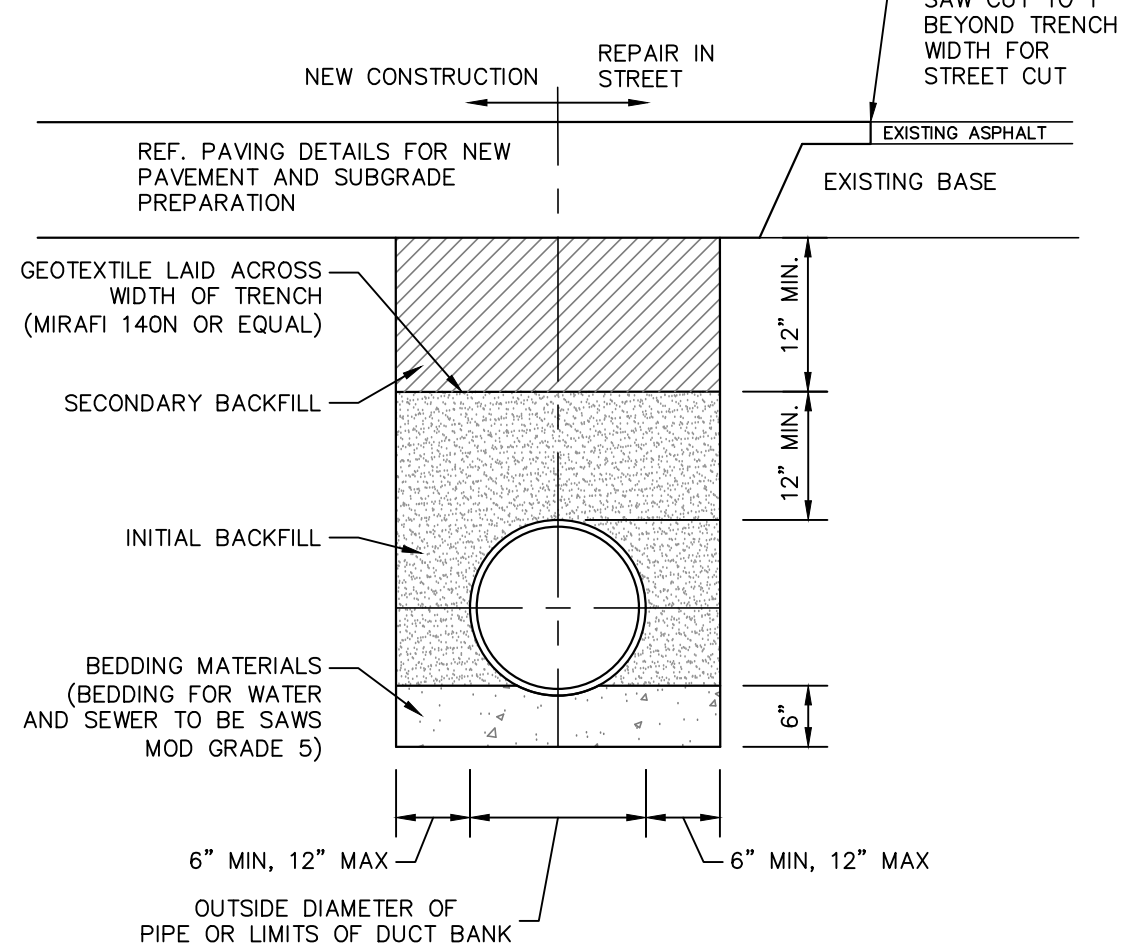 SAW CUT TO 1'
BEYOND TRENCH
WIDTH FOR
STREET CUT
NEW CONSTRUCTION
REPAIR IN
STREET
EXISTING ASPHALT
REF. PAVING DETAILS FOR NEW
PAVEMENT AND SUBGRADE
PREPARATION
EXISTING BASE
GEOTEXTILE LAID ACROSS
WIDTH OF TRENCH
(MIRAFI 140N OR EQUAL)
12” MIN.
SECONDARY BACKFILL
12” MIN.
INITIAL BACKFILL
BEDDING MATERIALS
(BEDDING FOR WATER
AND SEWER TO BE SAWS
MOD GRADE 5)
6”
6” MIN, 12” MAX
6” MIN, 12” MAX
OUTSIDE DIAMETER OF
PIPE OR LIMITS OF DUCT BANK